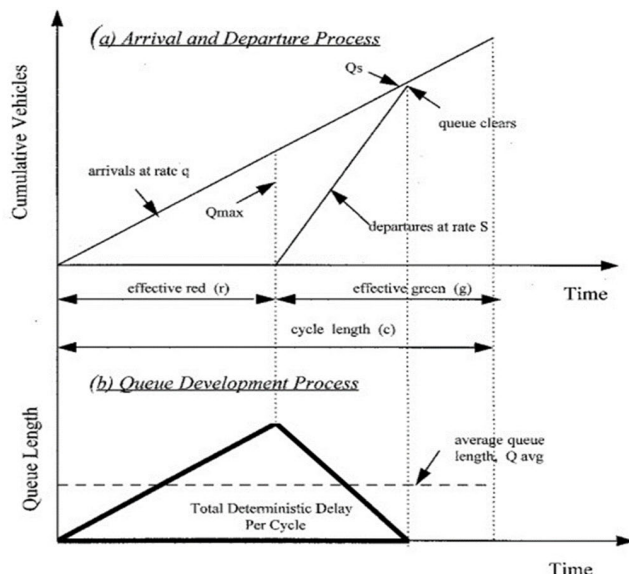 (a) Arrival and Departure Process
Cumulative Vehicles
Qs
queue clears
arrivals at rate q
Qmax
departures at rate S
effective red (r)
effective green (g)
Time
cycle length (c)
(b) Queue Development Process
Queue Length
average queue
length, Q avg
Total Deterministic Delay
Per Cycle
Time